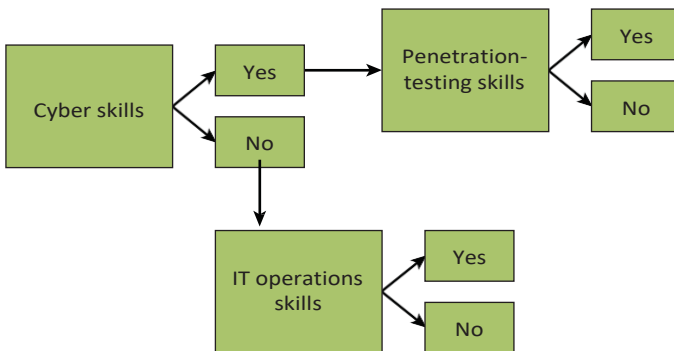 Cyber skills
Yes
No
Penetration-
testing skills
Yes
No
IT operations
skills
Yes
No